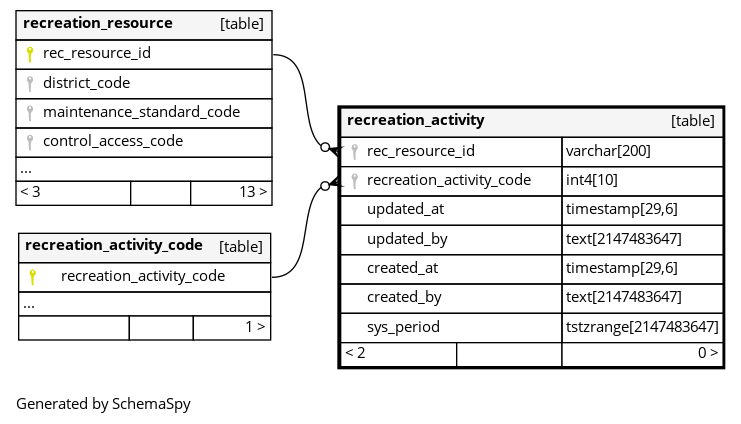 recreation_resource [table]
rec_resource_id
district_code
maintenance_standard_code
control_access_code
...
< 3 13 >
recreation_activity_code [table]
recreation_activity_code
...
1 >
recreation_activity [table]
rec_resource_id varchar[200]
recreation_activity_code int4[10]
updated_at timestamp[29,6]
updated_by text[2147483647]
created_at timestamp[29,6]
created_by text[2147483647]
sys_period tstzrange[2147483647]
< 2 0 >
Generated by SchemaSpy